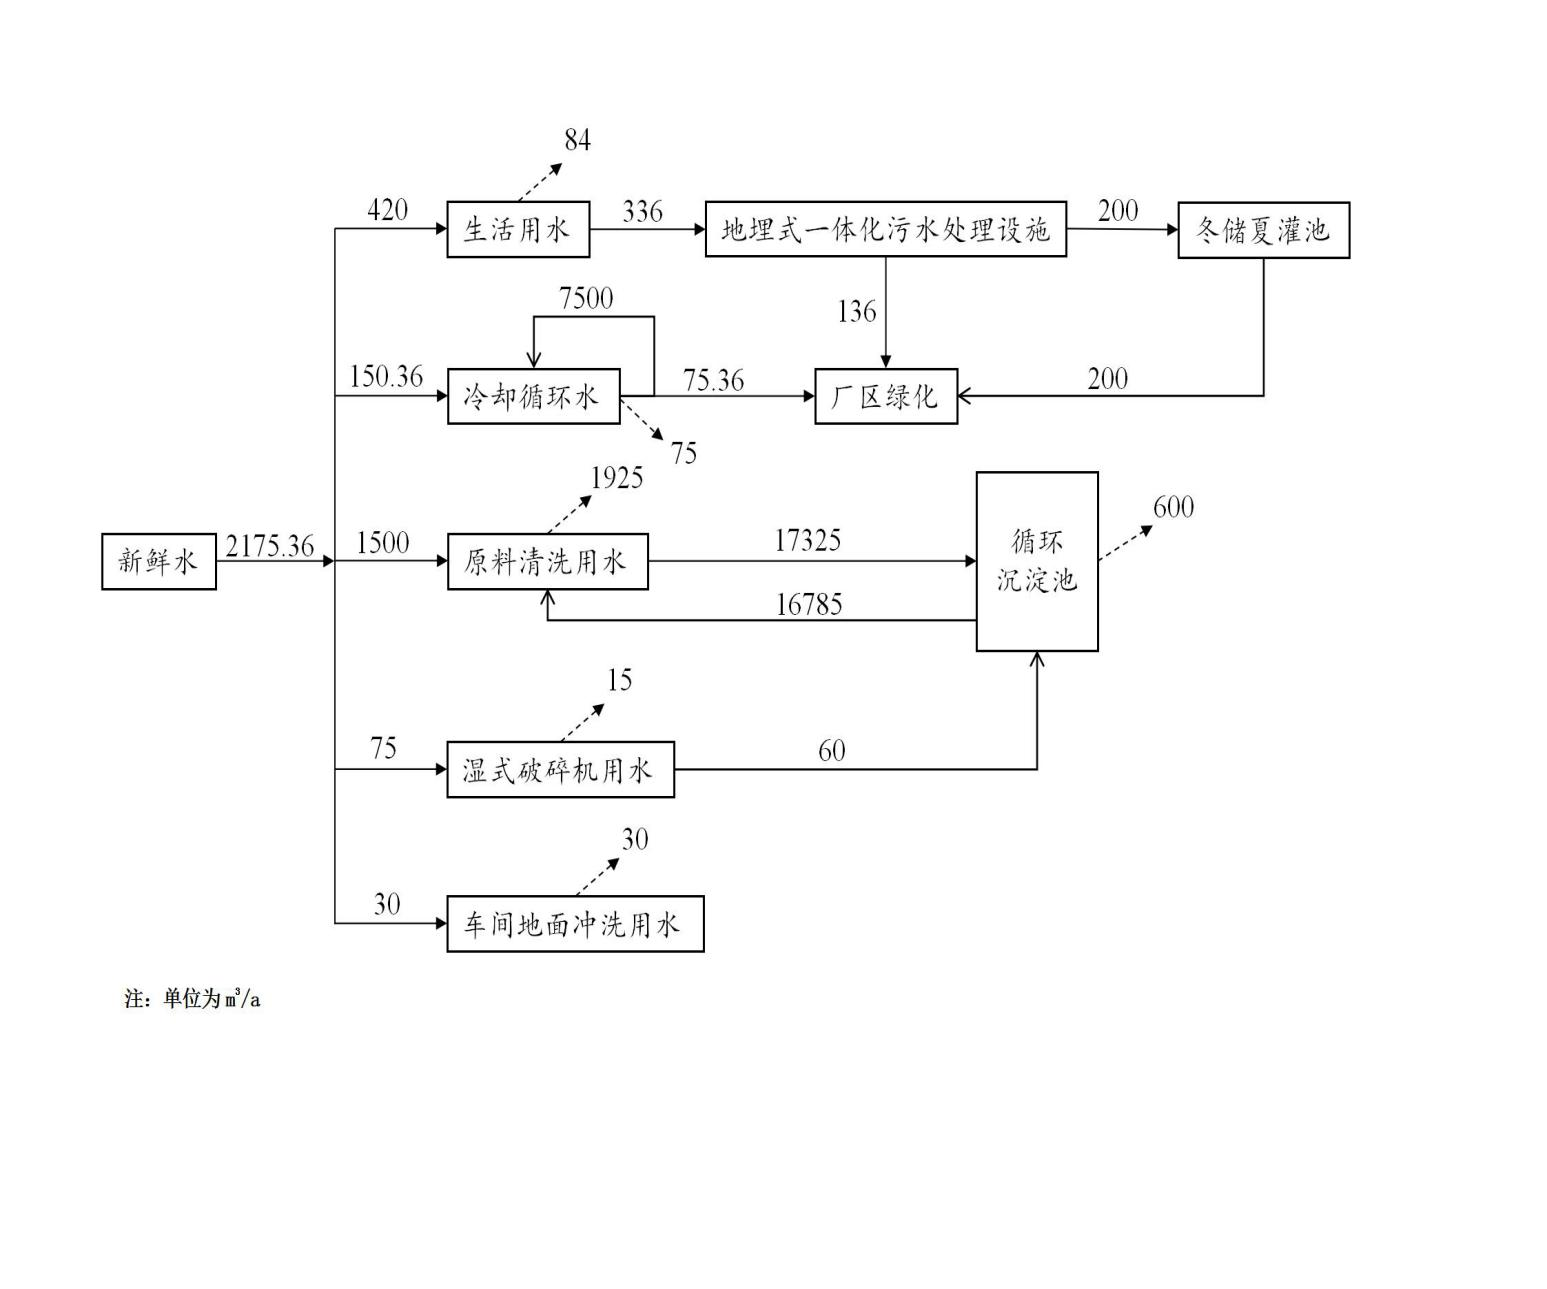 84
420
生活用水
336
地埋式一体化污水处理设施
200
冬储夏灌池
7500
136
150.36
冷却循环水
75.36
厂区绿化
200
75
1925
600
新鲜水
2175.36
1500
原料清洗用水
17325
循环
沉淀池
16785
15
75
湿式破碎机用水
60
30
30
车间地面冲洗用水
注：单位为m³/a